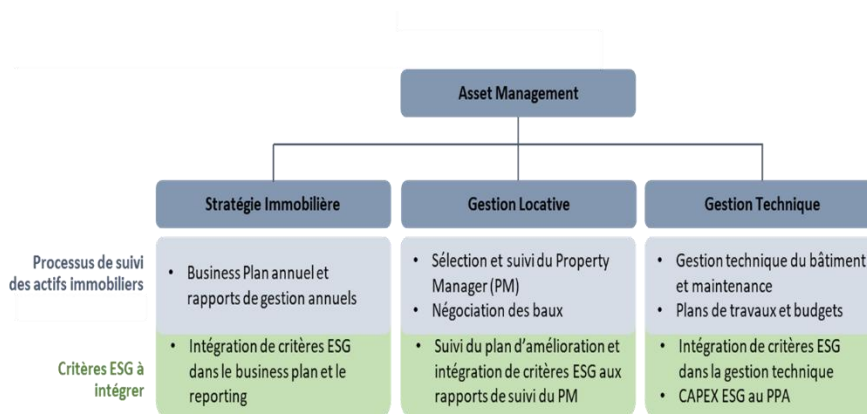 Asset Management
Stratégie Immobilière
Gestion Locative
Gestion Technique
Processus de suivi
des actifs immobiliers
• Business Plan annuel et
rapports de gestion annuels
• Sélection et suivi du Property
Manager (PM)
• Négociation des baux
• Gestion technique du bâtiment
et maintenance
• Plans de travaux et budgets
Critères ESG à
intégrer
• Intégration de critères ESG
dans le business plan et le
reporting
• Suivi du plan d'amélioration et
intégration de critères ESG aux
rapports de suivi du PM
• Intégration de critères ESG
dans la gestion technique
• CAPEX ESG au PPA